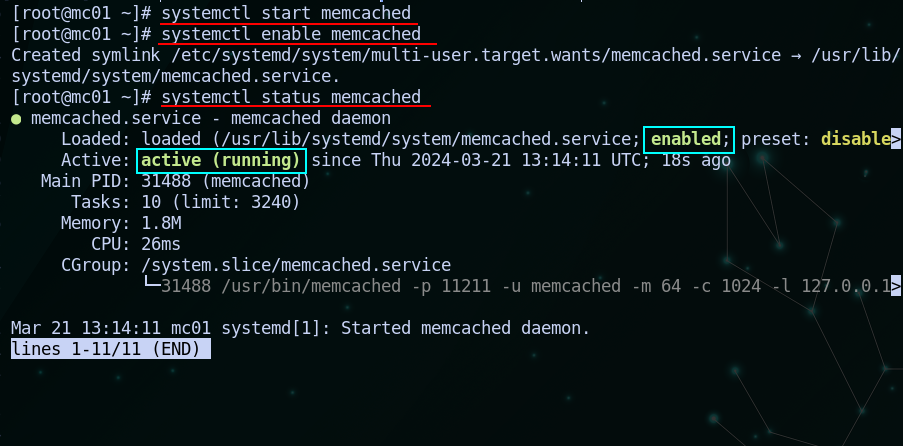 [root@mc01 ~]# systemctl start memcached
[root@mc01 ~]# systemctl enable memcached
Created symlink /etc/systemd/system/multi-user.target.wants/memcached.service → /usr/lib/
systemd/system/memcached.service.
[root@mc01 ~]# systemctl status memcached
● memcached.service - memcached daemon
     Loaded: loaded (/usr/lib/systemd/system/memcached.service; enabled; preset: disable>
     Active: active (running) since Thu 2024-03-21 13:14:11 UTC; 18s ago
   Main PID: 31488 (memcached)
      Tasks: 10 (limit: 3240)
     Memory: 1.8M
        CPU: 26ms
     CGroup: /system.slice/memcached.service
             └─31488 /usr/bin/memcached -p 11211 -u memcached -m 64 -c 1024 -l 127.0.0.1>
Mar 21 13:14:11 mc01 systemd[1]: Started memcached daemon.
lines 1-11/11 (END)